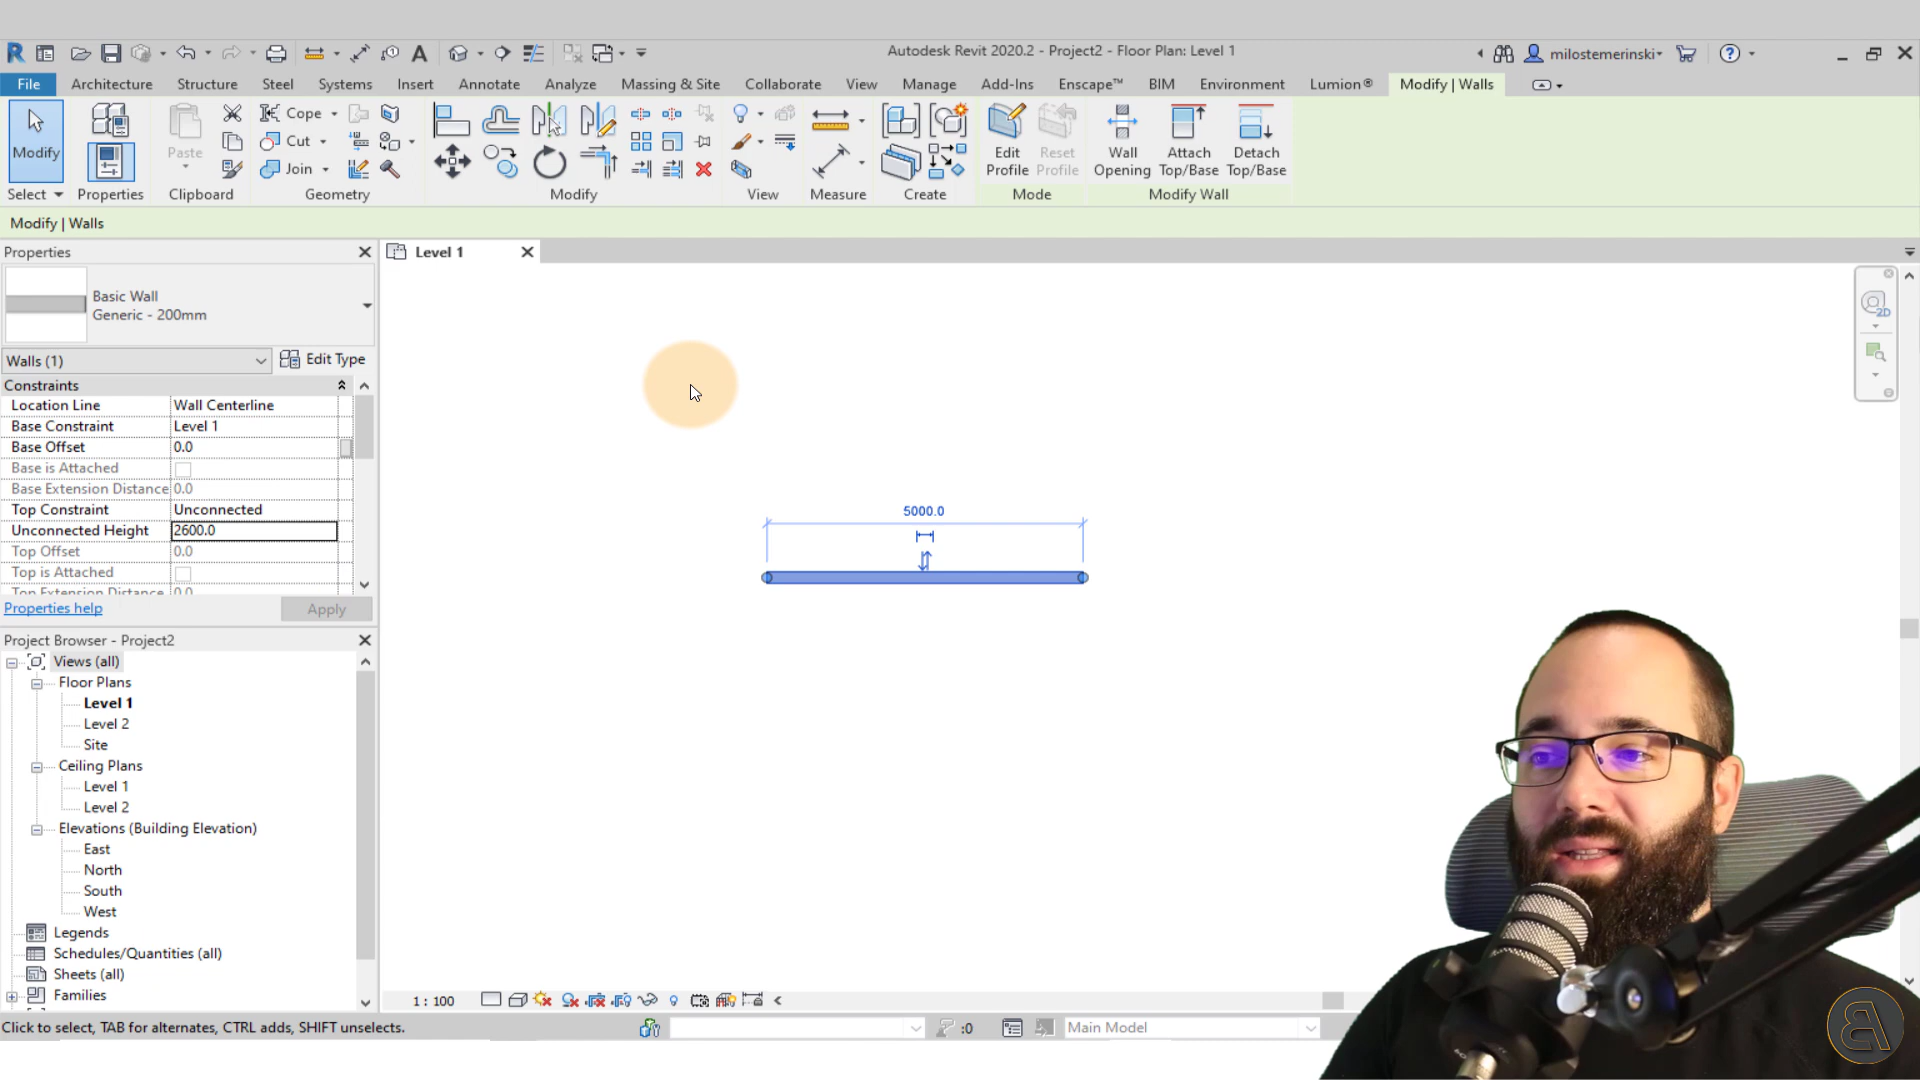 Autodesk Revit 2020.2 - Project2 - Floor Plan: Level 1
milostemerinski
File Architecture Structure Steel Systems Insert Annotate Analyze Massing & Site Collaborate View Manage Add-Ins Enscape™ BIM Environment Lumion® Modify | Walls
Modify
Paste
Cope
Cut
Join
Edit Profile
Reset Profile
Wall Opening
Attach Top/Base
Detach Top/Base
Select Properties Clipboard Geometry Modify View Measure Create Mode Modify Wall
Modify | Walls
Properties
Level 1
Basic Wall
Generic - 200mm
Walls (1)
Edit Type
Constraints
Location Line Wall Centerline
Base Constraint Level 1
Base Offset 0.0
Base is Attached
Base Extension Distance 0.0
Top Constraint Unconnected
Unconnected Height 2600.0
Top Offset 0.0
Top is Attached
Top Extension Distance 0.0
Properties help
Apply
2D
5000.0
Project Browser - Project2
Views (all)
Floor Plans
Level 1
Level 2
Site
Ceiling Plans
Level 1
Level 2
Elevations (Building Elevation)
East
North
South
West
Legends
Schedules/Quantities (all)
Sheets (all)
Families
1 : 100
Click to select, TAB for alternates, CTRL adds, SHIFT unselects.
:0
Main Model